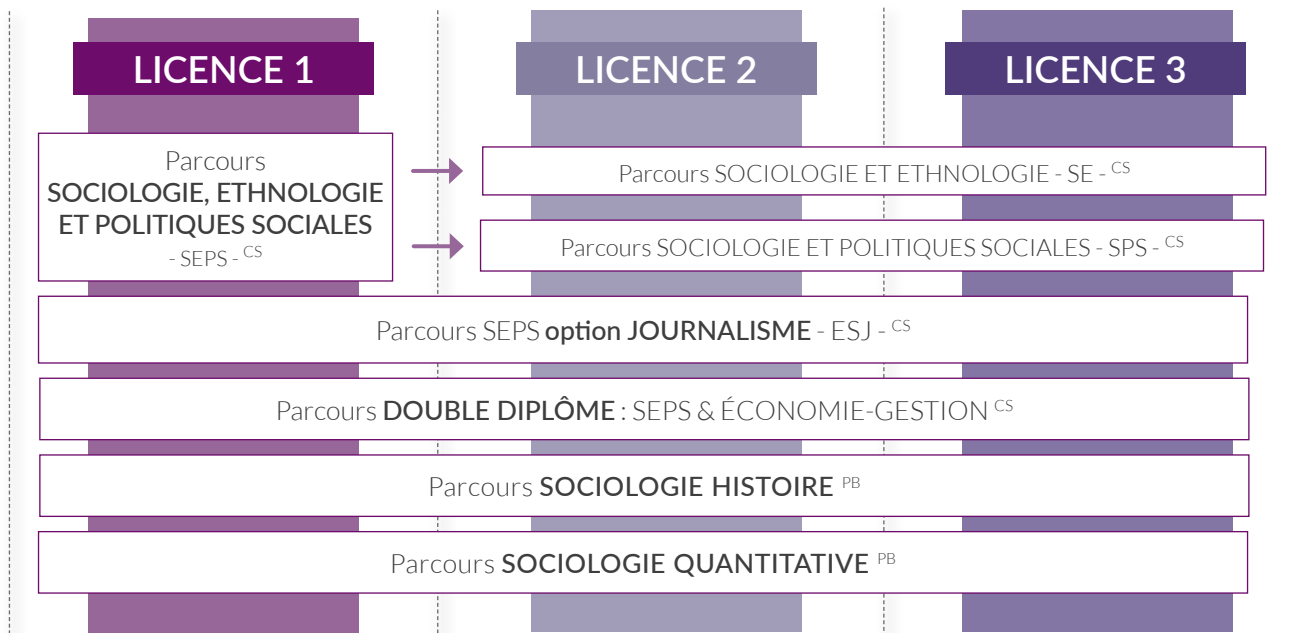 LICENCE 1
LICENCE 2
LICENCE 3
Parcours
SOCIOLOGIE, ETHNOLOGIE
ET POLITIQUES SOCIALES
- SEPS - CS
Parcours SOCIOLOGIE ET ETHNOLOGIE - SE - CS
Parcours SOCIOLOGIE ET POLITIQUES SOCIALES - SPS - CS
Parcours SEPS option JOURNALISME - ESJ - CS
Parcours DOUBLE DIPLÔME : SEPS & ÉCONOMIE-GESTION CS
Parcours SOCIOLOGIE HISTOIRE PB
Parcours SOCIOLOGIE QUANTITATIVE PB